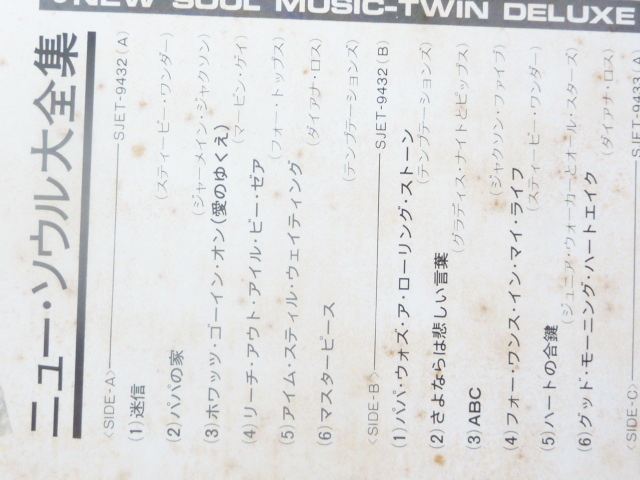 NEW SOUL MUSIC-TWIN DELUXE
ニュー・ソウル大全集
〈SIDE-A〉 SJET-9432(A)
(1)迷信
(スティービー・ワンダー)
(2)パパの家
(ジャーメイン・ジャクソン)
(3)ホワッツ・ゴーイン・オン(愛のゆくえ)
(マービン・ゲイ)
(4)リーチ・アウト・アイル・ビー・ゼア
(フォー・トップス)
(5)アイム・スティル・ウェイティング
(ダイアナ・ロス)
(6)マスターピース
(テンプテーションズ)
〈SIDE-B〉 SJET-9432(B)
(1)パパ・ウォズ・ア・ローリング・ストーン
(テンプテーションズ)
(2)さよならは悲しい言葉
(グラディス・ナイトとピップス)
(3)ABC
(ジャクソン・ファイブ)
(4)フォー・ワンス・イン・マイ・ライフ
(スティービー・ワンダー)
(5)ハートの合鍵
(ジュニア・ウォーカーとオール・スターズ)
(6)グッド・モーニング・ハートエイク
(ダイアナ・ロス)
〈SIDE-C〉 SJET-9433(A)